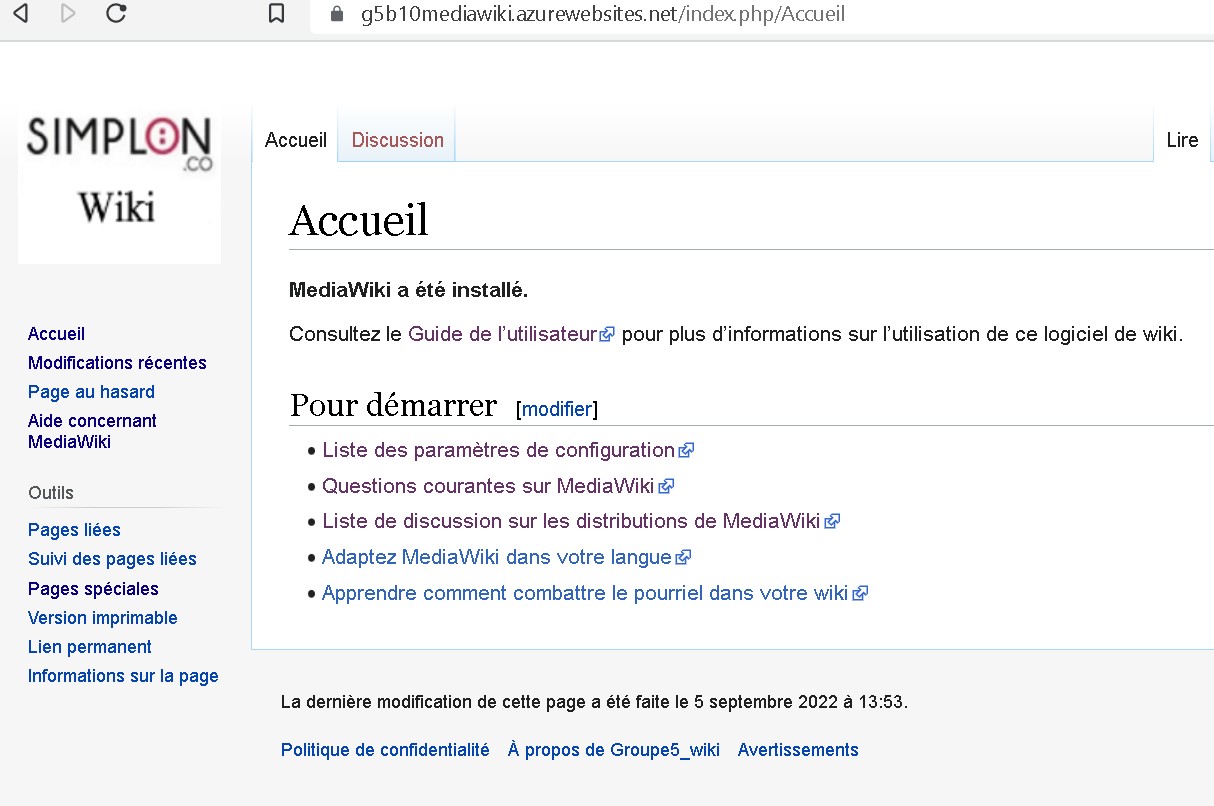 g5b10mediawiki.azurewebsites.net/index.php/Accueil
SIMPLON
.CO
Wiki
Accueil Discussion Lire
Accueil
MediaWiki a été installé.
Consultez le Guide de l’utilisateur pour plus d’informations sur l’utilisation de ce logiciel de wiki.
Pour démarrer [modifier]
• Liste des paramètres de configuration
• Questions courantes sur MediaWiki
• Liste de discussion sur les distributions de MediaWiki
• Adaptez MediaWiki dans votre langue
• Apprendre comment combattre le pourriel dans votre wiki
Accueil
Modifications récentes
Page au hasard
Aide concernant
MediaWiki
Outils
Pages liées
Suivi des pages liées
Pages spéciales
Version imprimable
Lien permanent
Informations sur la page
La dernière modification de cette page a été faite le 5 septembre 2022 à 13:53.
Politique de confidentialité À propos de Groupe5_wiki Avertissements